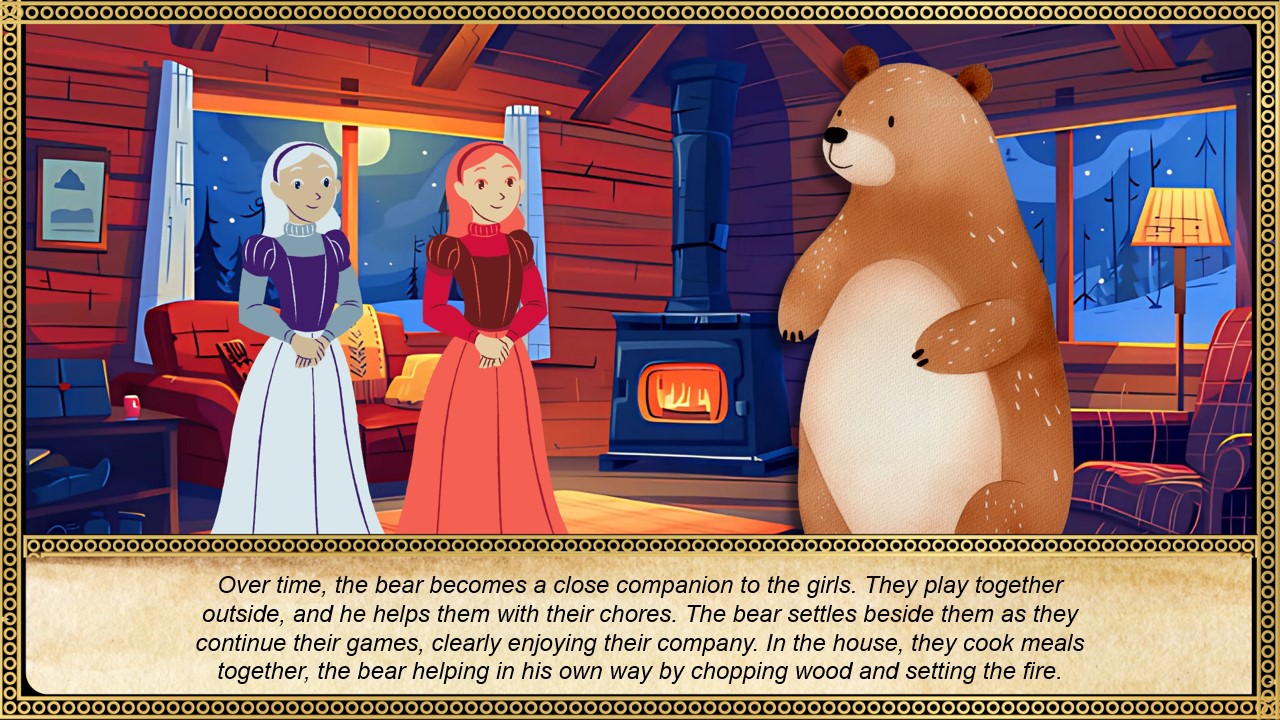 Over time, the bear becomes a close companion to the girls. They play together
outside, and he helps them with their chores. The bear settles beside them as they
continue their games, clearly enjoying their company. In the house, they cook meals
together, the bear helping in his own way by chopping wood and setting the fire.